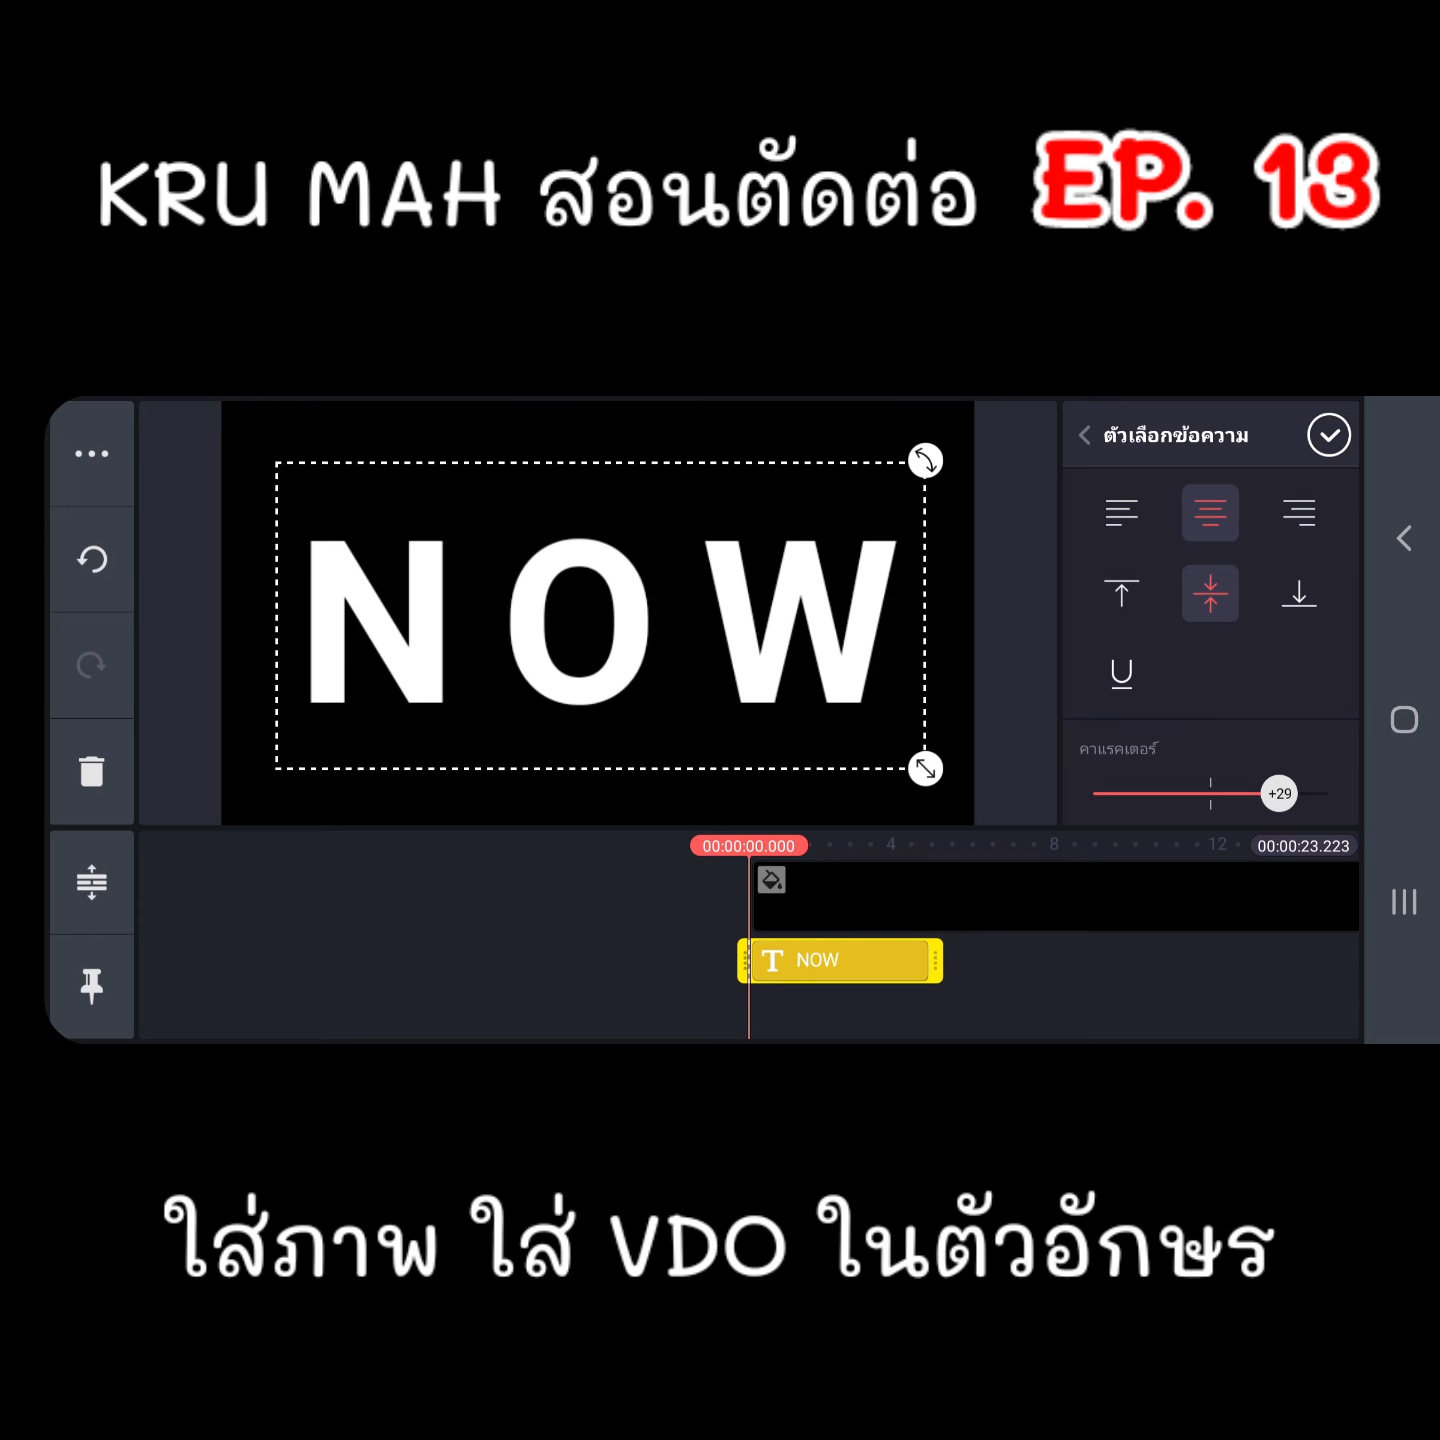 KRU MAH สอนตัดต่อ EP. 13
ตัวเลือกข้อความ
NOW
คาแรคเตอร์
+29
00:00:00.000 4 8 12 00:00:23.223
T NOW
ใส่ภาพ ใส่ VDO ในตัวอักษร